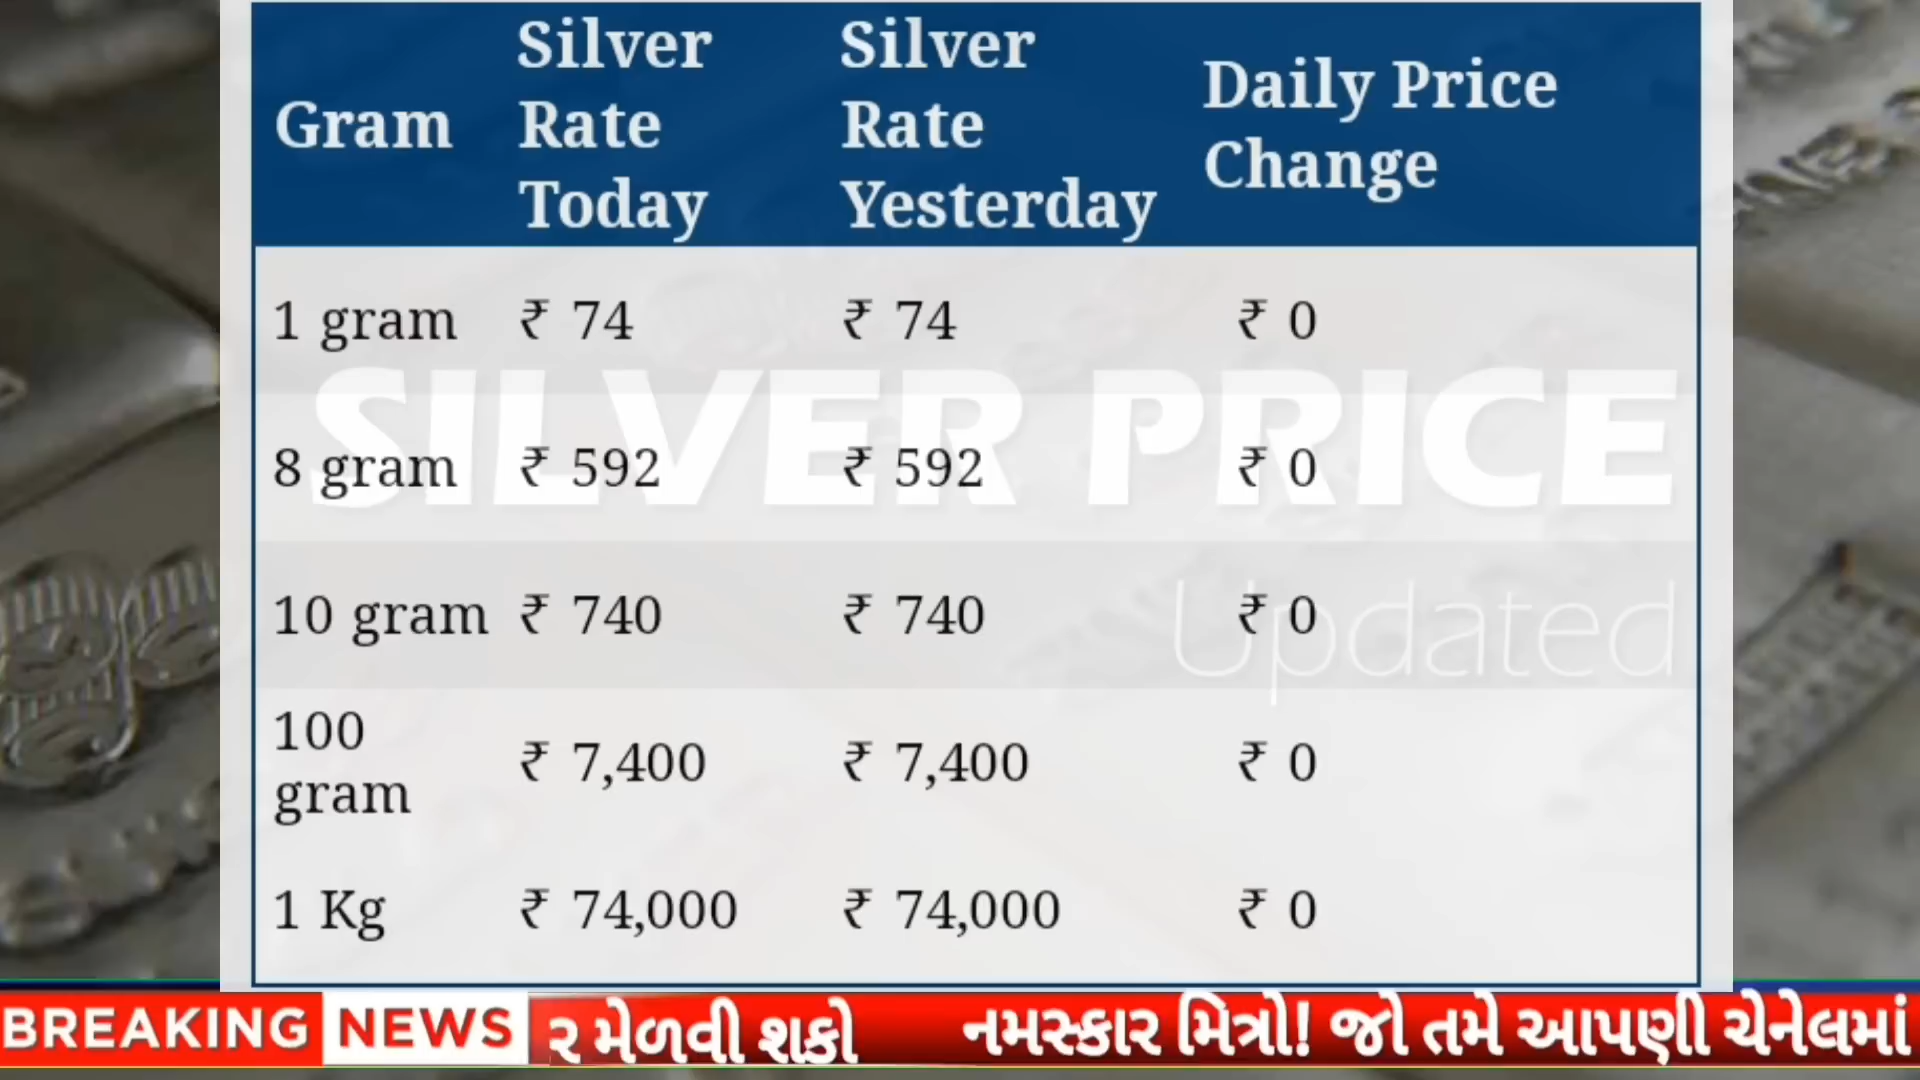 Gram Silver Rate Today Silver Rate Yesterday Daily Price Change
1 gram ₹ 74 ₹ 74 ₹ 0
SILVER PRICE
8 gram ₹ 592 ₹ 592 ₹ 0
10 gram ₹ 740 ₹ 740 ₹ 0
Updated
100 gram ₹ 7,400 ₹ 7,400 ₹ 0
1 Kg ₹ 74,000 ₹ 74,000 ₹ 0
BREAKING NEWS ર મેળવી શકો નમસ્કાર મિત્રો! જો તમે આપણી ચેનેલમાં